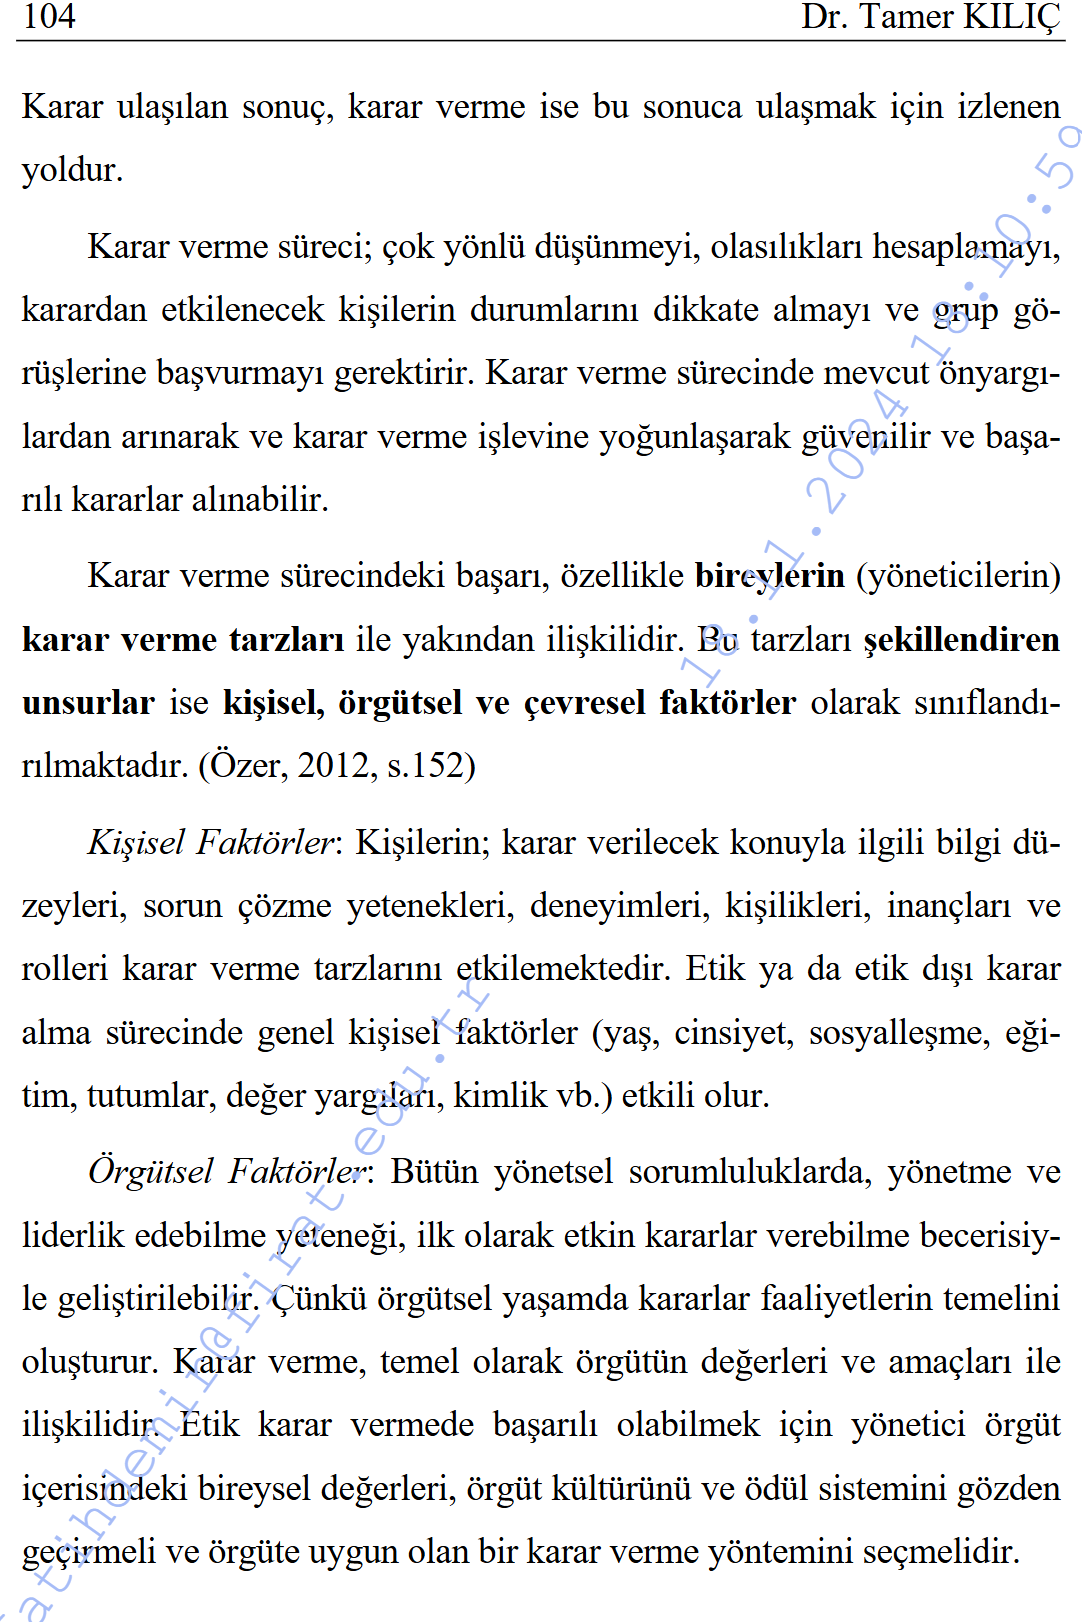 104 Dr. Tamer KILIÇ
Karar ulaşılan sonuç, karar verme ise bu sonuca ulaşmak için izlenen
yoldur.
Karar verme süreci; çok yönlü düşünmeyi, olasılıkları hesaplamayı,
karardan etkilenecek kişilerin durumlarını dikkate almayı ve grup gö-
rüşlerine başvurmayı gerektirir. Karar verme sürecinde mevcut önyargı-
lardan arınarak ve karar verme işlevine yoğunlaşarak güvenilir ve başa-
rılı kararlar alınabilir.
Karar verme sürecindeki başarı, özellikle bireylerin (yöneticilerin)
karar verme tarzları ile yakından ilişkilidir. Bu tarzları şekillendiren
unsurlar ise kişisel, örgütsel ve çevresel faktörler olarak sınıflandı-
rılmaktadır. (Özer, 2012, s.152)
Kişisel Faktörler: Kişilerin; karar verilecek konuyla ilgili bilgi dü-
zeyleri, sorun çözme yetenekleri, deneyimleri, kişilikleri, inançları ve
rolleri karar verme tarzlarını etkilemektedir. Etik ya da etik dışı karar
alma sürecinde genel kişisel faktörler (yaş, cinsiyet, sosyalleşme, eği-
tim, tutumlar, değer yargıları, kimlik vb.) etkili olur.
Örgütsel Faktörler: Bütün yönetsel sorumluluklarda, yönetme ve
liderlik edebilme yeteneği, ilk olarak etkin kararlar verebilme becerisiy-
le geliştirilebilir. Çünkü örgütsel yaşamda kararlar faaliyetlerin temelini
oluşturur. Karar verme, temel olarak örgütün değerleri ve amaçları ile
ilişkilidir. Etik karar vermede başarılı olabilmek için yönetici örgüt
içerisindeki bireysel değerleri, örgüt kültürünü ve ödül sistemini gözden
geçirmeli ve örgüte uygun olan bir karar verme yöntemini seçmelidir.
fatihdemir@firat.edu.tr
18.11.2024 18:10:59